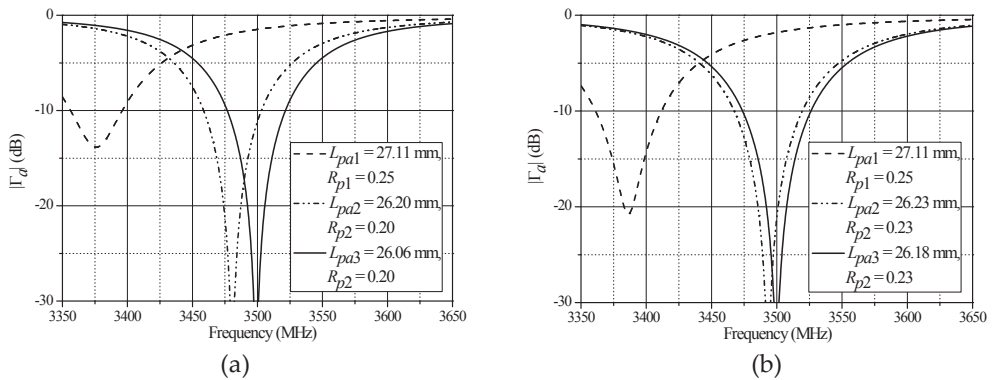 0
-10
-20
-30
|Γd| (dB)
3350 3400 3450 3500 3550 3600 3650
Frequency (MHz)
Lpa1 = 27.11 mm,
Rp1 = 0.25
Lpa2 = 26.20 mm,
Rp2 = 0.20
Lpa3 = 26.06 mm,
Rp2 = 0.20
(a)
0
-10
-20
-30
|Γd| (dB)
3350 3400 3450 3500 3550 3600 3650
Frequency (MHz)
Lpa1 = 27.11 mm,
Rp1 = 0.25
Lpa2 = 26.23 mm,
Rp2 = 0.23
Lpa3 = 26.18 mm,
Rp2 = 0.23
(b)